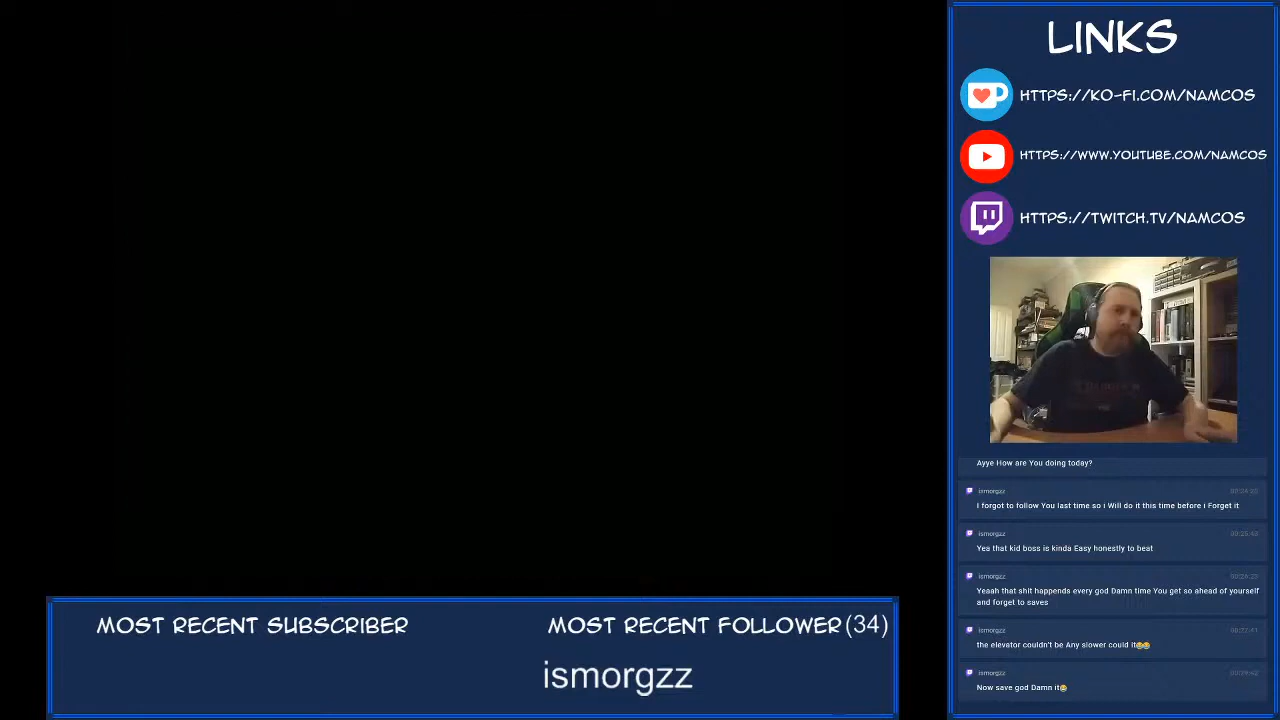 LINKS
HTTPS://KO-FI.COM/NAMCOS
HTTPS://WWW.YOUTUBE.COM/NAMCOS
HTTPS://TWITCH.TV/NAMCOS
Ayye How are You doing today?
ismorgzz
I forgot to follow You last time so i Will do it this time before i Forget it
ismorgzz
Yea that kid boss is kinda Easy honestly to beat
ismorgzz
Yeaah that shit happends every god Damn time You get so ahead of yourself
and forget to saves
ismorgzz
the elevator couldn't be Any slower could it😂😂
ismorgzz
Now save god Damn it😂
MOST RECENT SUBSCRIBER
MOST RECENT FOLLOWER (34)
ismorgzz